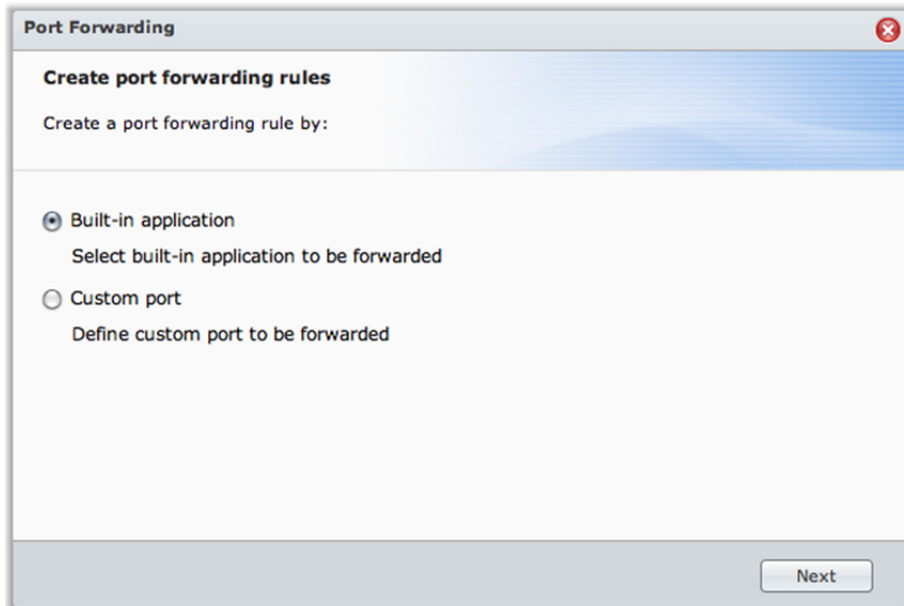 Port Forwarding
Create port forwarding rules
Create a port forwarding rule by:
Built-in application
Select built-in application to be forwarded
Custom port
Define custom port to be forwarded
Next